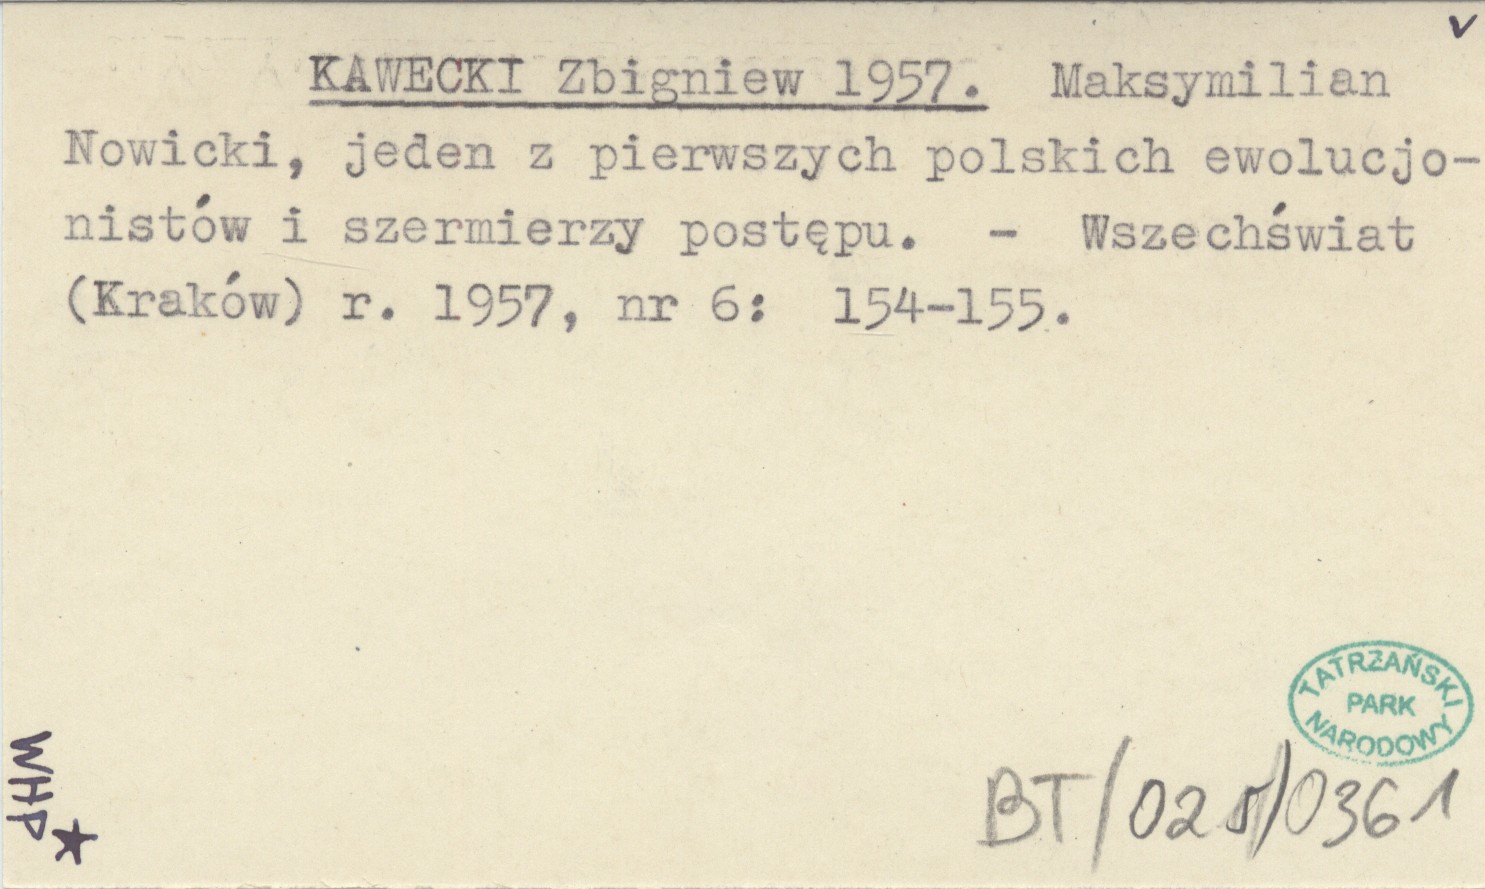 v
KAWECKI Zbigniew 1957. Maksymilian
Nowicki, jeden z pierwszych polskich ewolucjo-
nistów i szermierzy postępu. - Wszechświat
(Kraków) r. 1957, nr 6: 154-155.
TATRZAŃSKI
PARK
NARODOWY
BT/025/0361
WHP